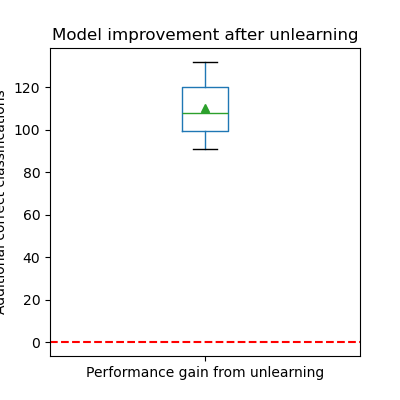 Model improvement after unlearning
Additional correct classifications
120
100
80
60
40
20
0
Performance gain from unlearning